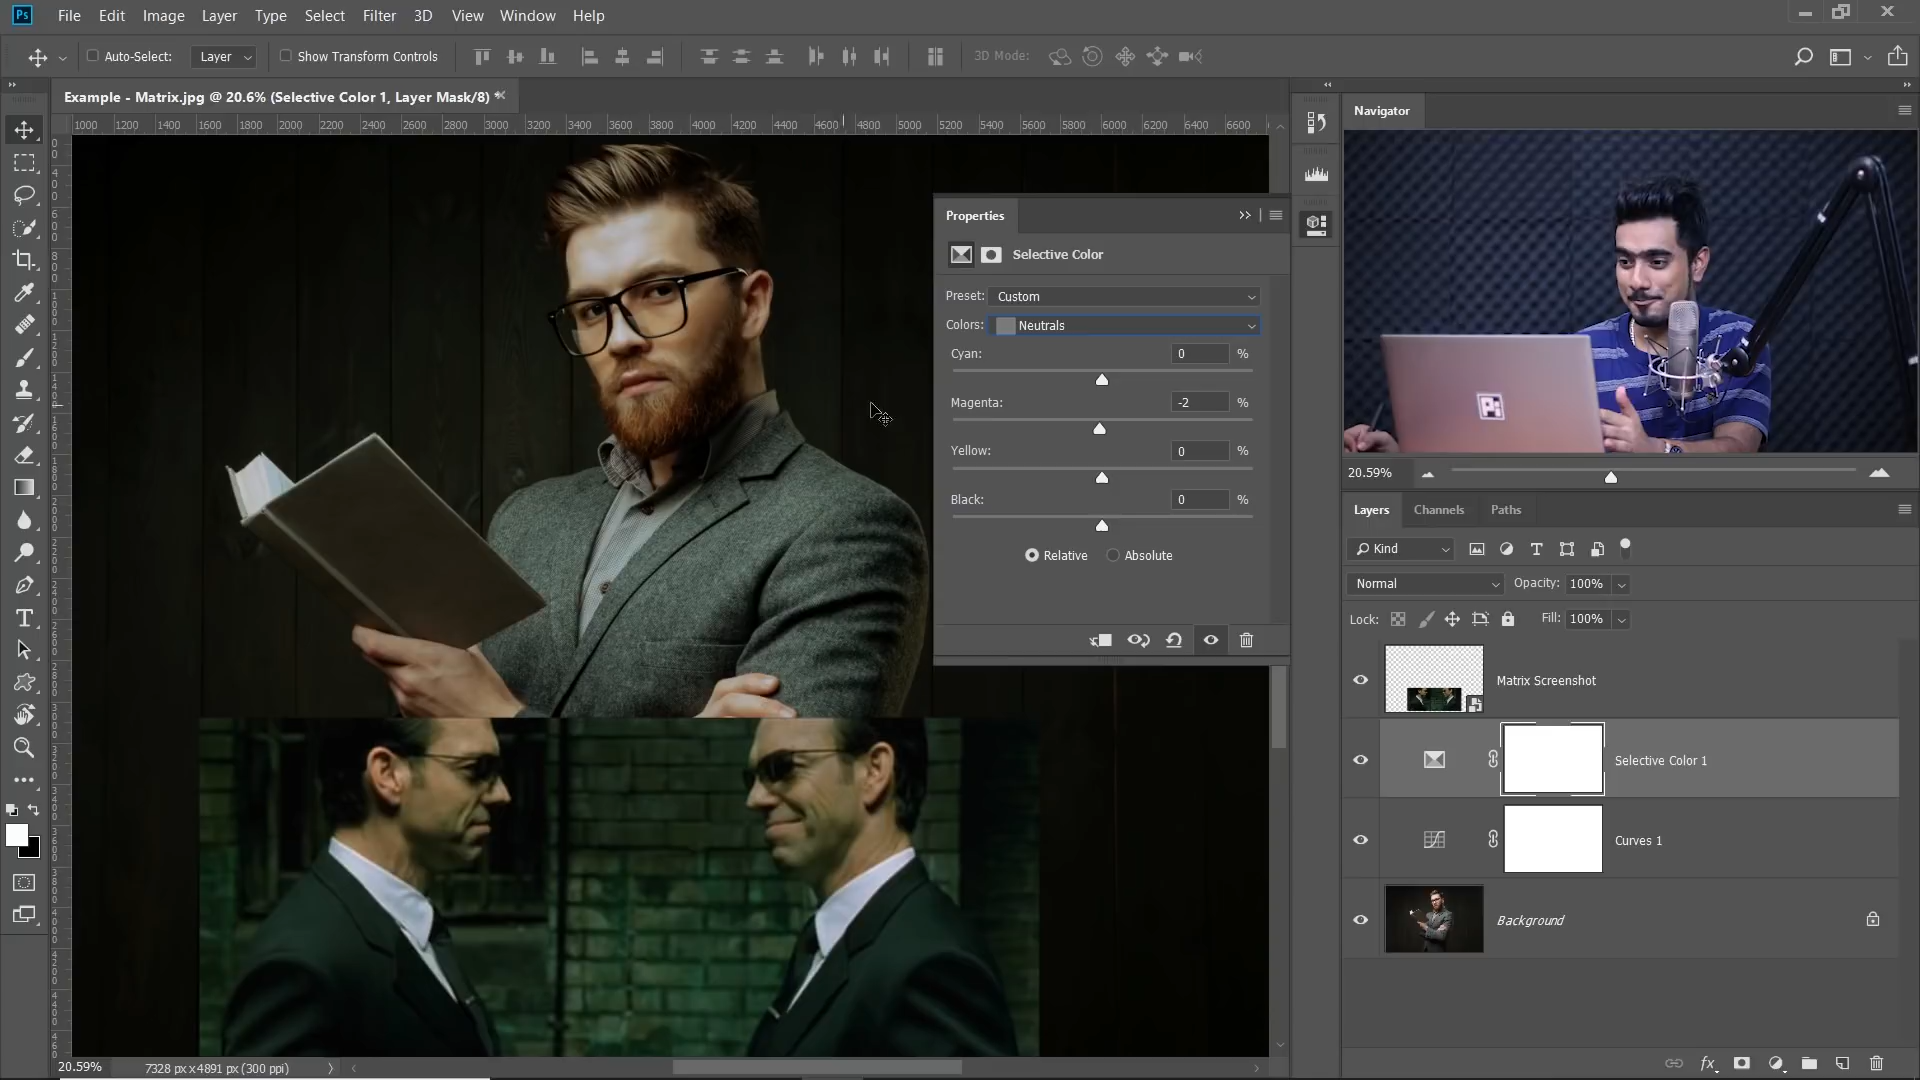 Ps File Edit Image Layer Type Select Filter 3D View Window Help
Auto-Select: Layer Show Transform Controls 3D Mode:
Example - Matrix.jpg @ 20.6% (Selective Color 1, Layer Mask/8) *
1000 1200 1400 1600 1800 2000 2200 2400 2600 2800 3000 3200 3400 3600 3800 4000 4200 4400 4600 4800 5000 5200 5400 5600 5800 6000 6200 6400 6600
Properties
Selective Color
Preset: Custom
Colors: Neutrals
Cyan: 0 %
Magenta: -2 %
Yellow: 0 %
Black: 0 %
Relative Absolute
Navigator
Pi
20.59%
Layers Channels Paths
Kind
Normal Opacity: 100%
Lock: Fill: 100%
Matrix Screenshot
Selective Color 1
Curves 1
Background
fx
20.59% 7328 px x 4891 px (300 ppi)